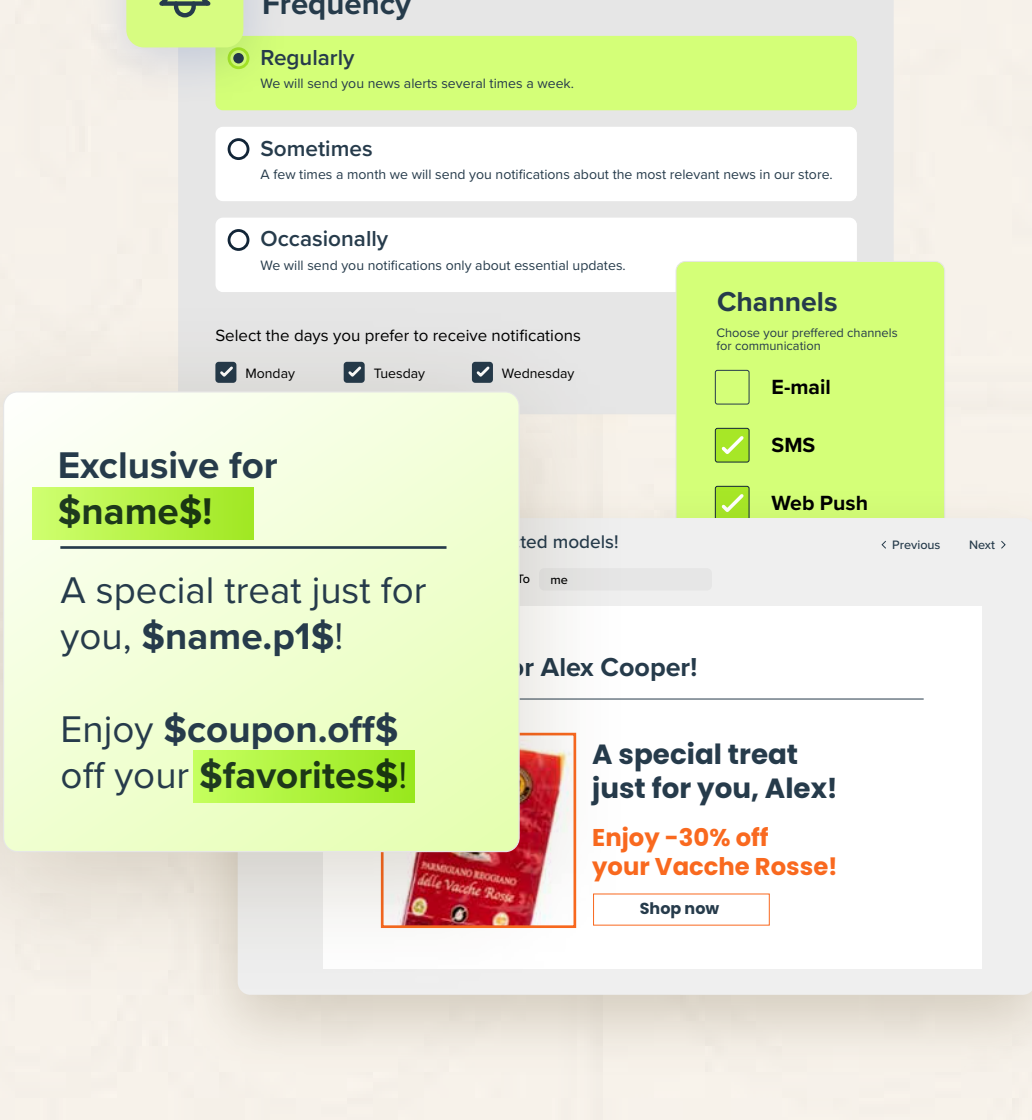 Frequency
Regularly
We will send you news alerts several times a week.
Sometimes
A few times a month we will send you notifications about the most relevant news in our store.
Occasionally
We will send you notifications only about essential updates.
Select the days you prefer to receive notifications
Monday Tuesday Wednesday
Channels
Choose your preffered channels
for communication
E-mail
SMS
Web Push
Exclusive for
$name$!
A special treat just for
you, $name.p1$!
Enjoy $coupon.off$
off your $favorites$!
models!
< Previous Next >
To me
Alex Cooper!
A special treat
just for you, Alex!
Enjoy -30% off
your Vacche Rosse!
Shop now
PARMIGIANO REGGIANO
delle Vacche Rosse